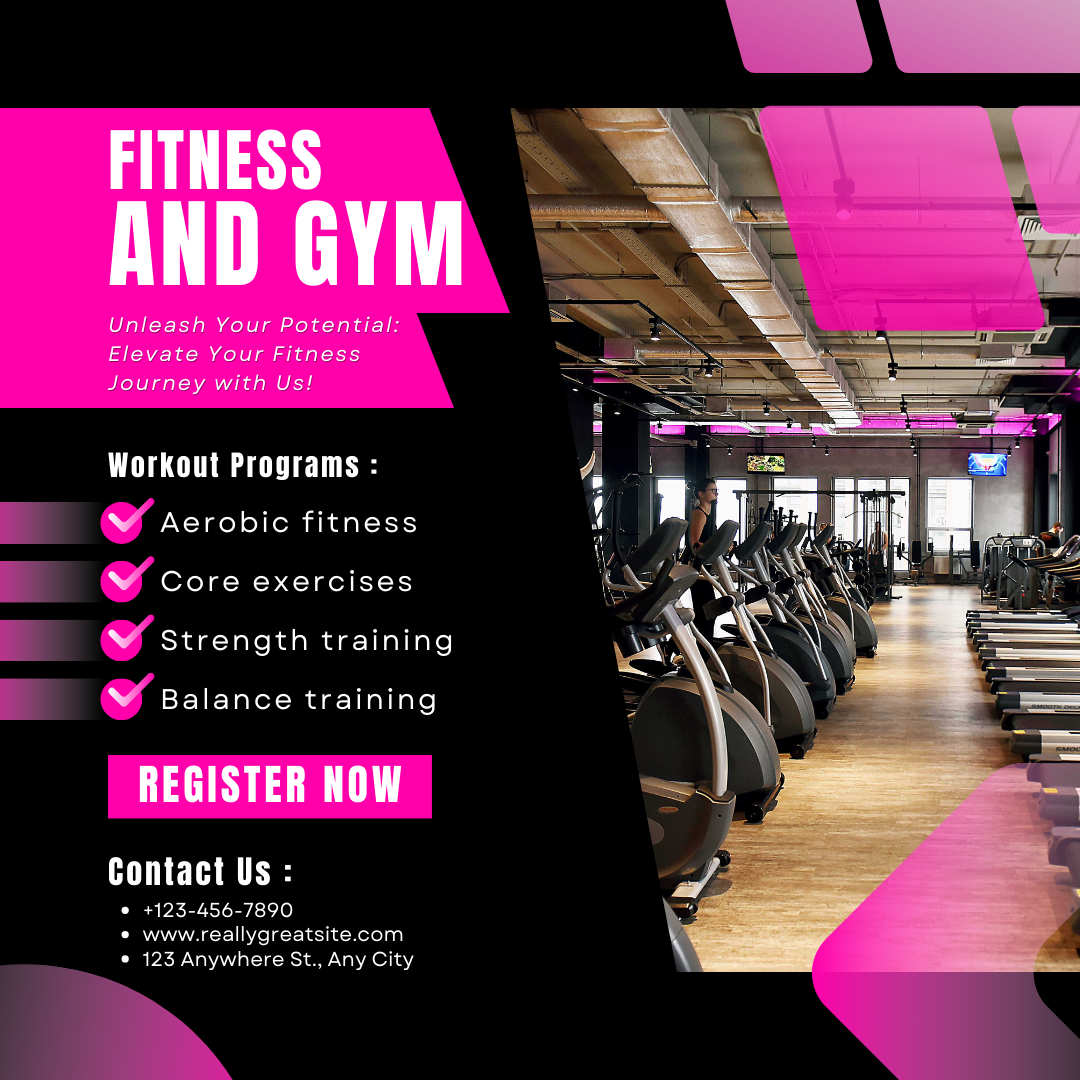 FITNESS
AND GYM
Unleash Your Potential:
Elevate Your Fitness
Journey with Us!
Workout Programs :
Aerobic fitness
Core exercises
Strength training
Balance training
REGISTER NOW
Contact Us :
+123-456-7890
www.reallygreatsite.com
123 Anywhere St., Any City